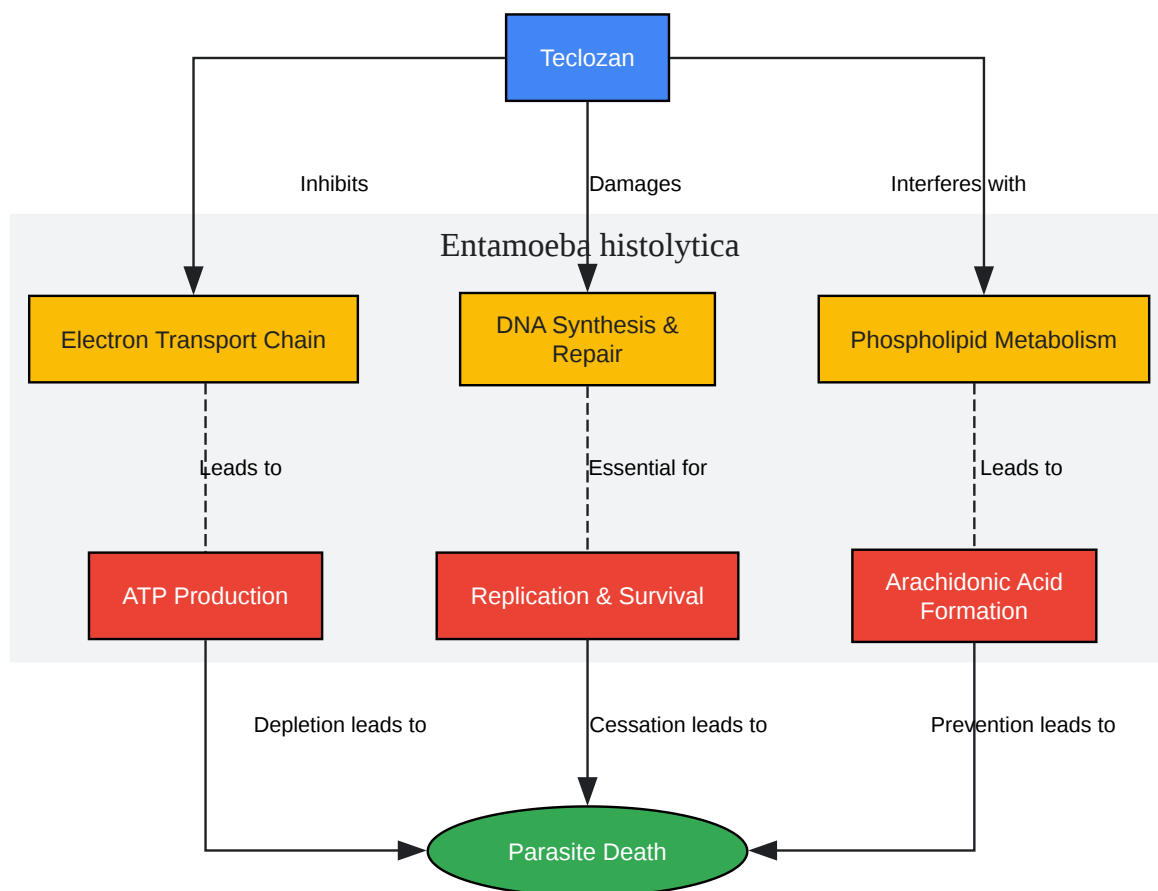 Teclozan
Inhibits
Damages
Interferes with
Entamoeba histolytica
Electron Transport Chain
DNA Synthesis &
Repair
Phospholipid Metabolism
Leads to
Essential for
Leads to
ATP Production
Replication & Survival
Arachidonic Acid
Formation
Depletion leads to
Cessation leads to
Prevention leads to
Parasite Death